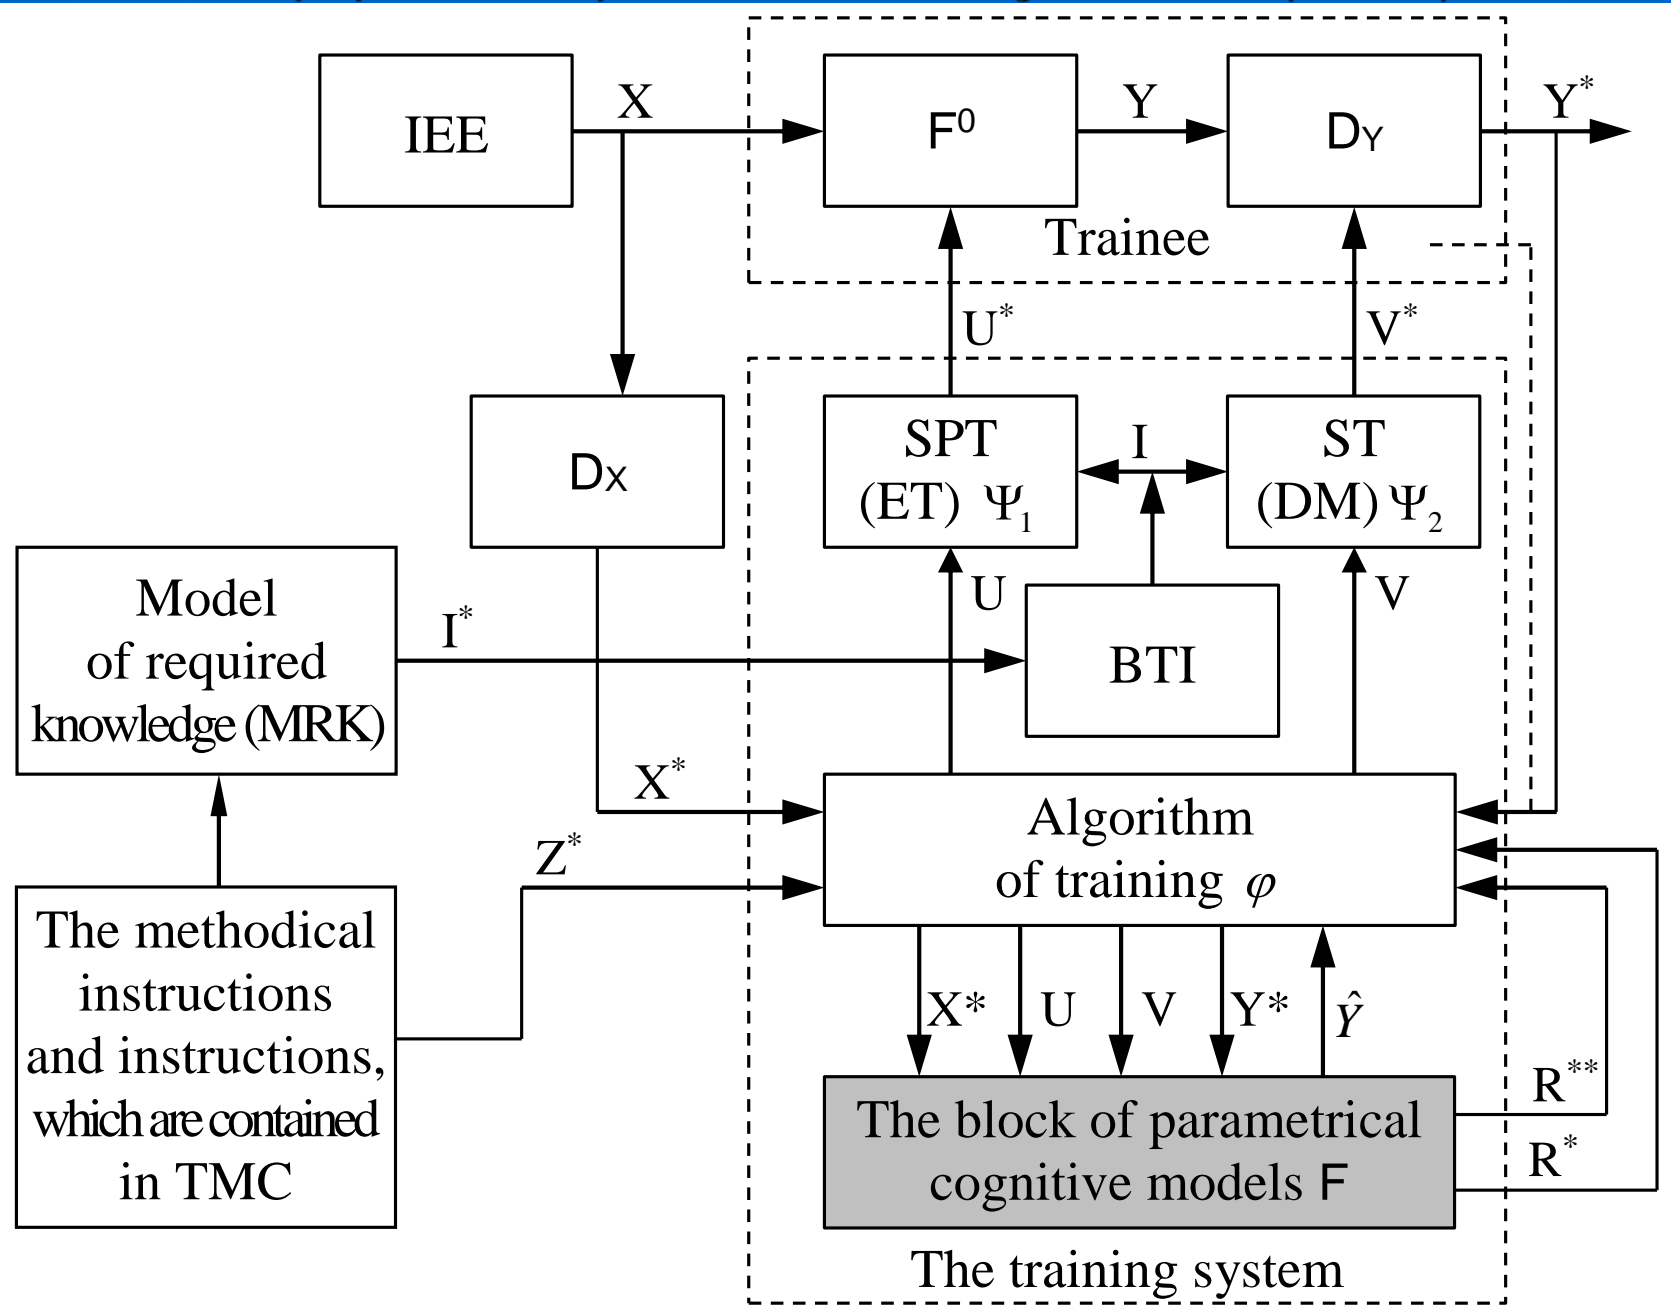 IEE
X
F⁰
Y
DY
Y*
Trainee
U*
V*
DX
SPT
(ET) Ψ₁
I
ST
(DM) Ψ₂
Model
of required
knowledge (MRK)
I*
U
BTI
V
X*
Algorithm
of training φ
Z*
The methodical
instructions
and instructions,
which are contained
in TMC
X*
U
V
Y*
Ŷ
The block of parametrical
cognitive models F
R**
R*
The training system